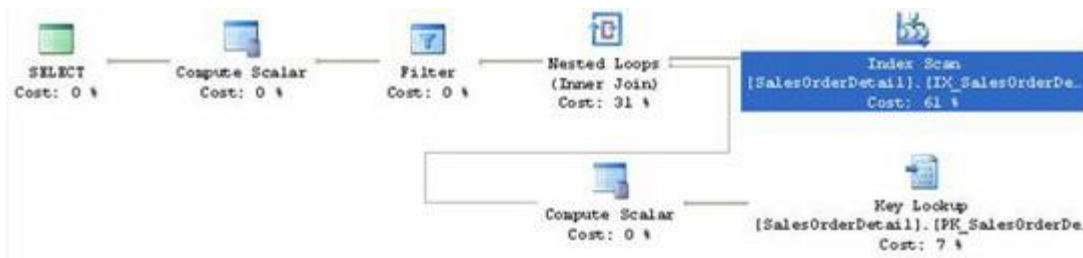 SELECT
Cost: 0 %
Compute Scalar
Cost: 0 %
Filter
Cost: 0 %
Nested Loops
(Inner Join)
Cost: 31 %
Index Scan
[SalesOrderDetail].[IX_SalesOrderDe…
Cost: 61 %
Compute Scalar
Cost: 0 %
Key Lookup
[SalesOrderDetail].[PK_SalesOrderDe
Cost: 7 %